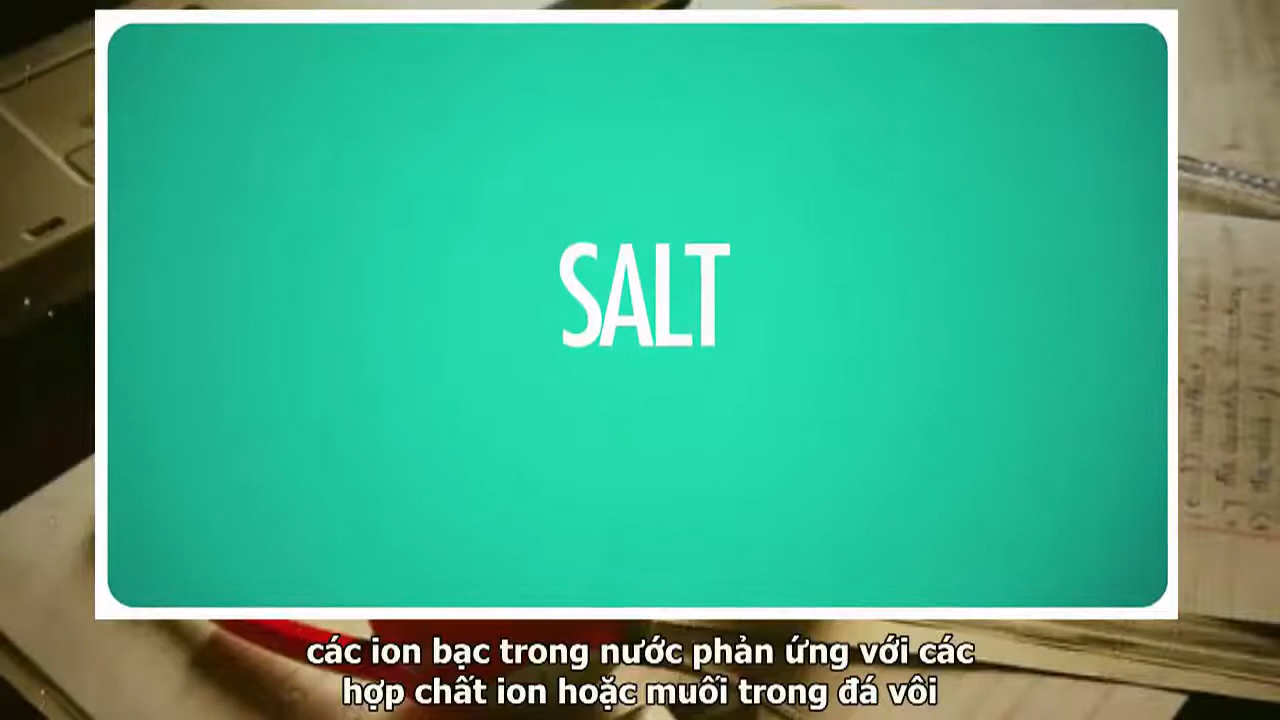 SALT
các ion bạc trong nước phản ứng với các
hợp chất ion hoặc muối trong đá vôi